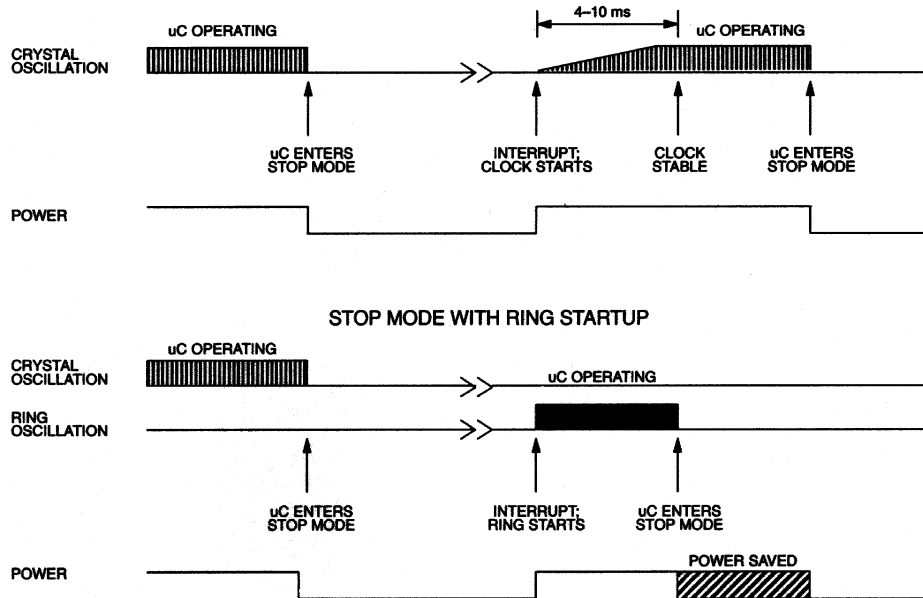 4–10 ms
uC OPERATING
uC OPERATING
CRYSTAL
OSCILLATION
uC ENTERS
STOP MODE
INTERRUPT;
CLOCK STARTS
CLOCK
STABLE
uC ENTERS
STOP MODE
POWER
STOP MODE WITH RING STARTUP
uC OPERATING
CRYSTAL
OSCILLATION
uC OPERATING
RING
OSCILLATION
uC ENTERS
STOP MODE
INTERRUPT;
RING STARTS
uC ENTERS
STOP MODE
POWER
POWER SAVED